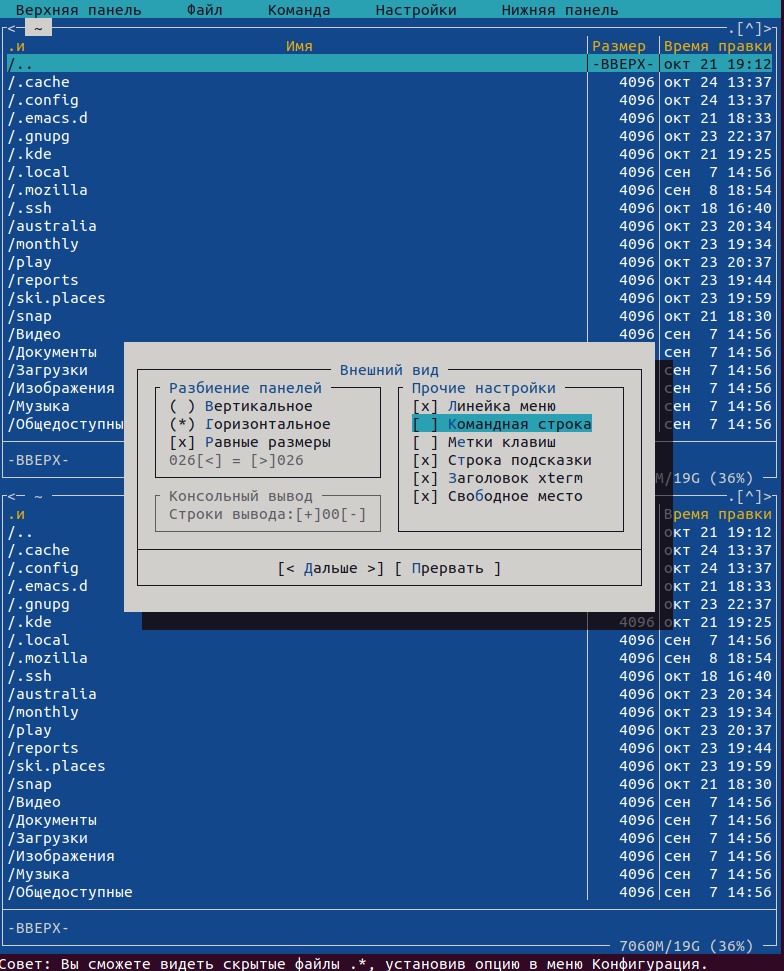 Верхняя панель Файл Команда Настройки Нижняя панель
< ~ .[^]>
.и Имя Размер Время правки
/.. -ВВЕРХ- окт 21 19:12
/.cache 4096 окт 24 13:37
/.config 4096 окт 24 13:37
/.emacs.d 4096 окт 21 18:33
/.gnupg 4096 окт 23 22:37
/.kde 4096 окт 21 19:25
/.local 4096 сен 7 14:56
/.mozilla 4096 сен 8 18:54
/.ssh 4096 окт 18 16:40
/australia 4096 окт 23 20:34
/monthly 4096 окт 23 19:34
/play 4096 окт 23 20:37
/reports 4096 окт 23 19:44
/ski.places 4096 окт 23 19:59
/snap 4096 окт 21 18:30
/Видео 4096 сен 7 14:56
/Документы сен 7 14:56
/Загрузки сен 7 14:56
/Изображения сен 7 14:56
/Музыка сен 7 14:56
/Общедоступны сен 7 14:56
-ВВЕРХ-
М/19G (36%)
Внешний вид
Разбиение панелей
( ) Вертикальное
(*) Горизонтальное
[x] Равные размеры
026[<] = [>]026
Консольный вывод
Строки вывода:[+]00[-]
Прочие настройки
[x] Линейка меню
[ ] Командная строка
[ ] Метки клавиш
[x] Строка подсказки
[x] Заголовок xterm
[x] Свободное место
[< Дальше >] [ Прервать ]
<─ ~ .[^]>
.и Время правки
/.. окт 21 19:12
/.cache окт 24 13:37
/.config окт 24 13:37
/.emacs.d окт 21 18:33
/.gnupg окт 23 22:37
/.kde 4096 окт 21 19:25
/.local 4096 сен 7 14:56
/.mozilla 4096 сен 8 18:54
/.ssh 4096 окт 18 16:40
/australia 4096 окт 23 20:34
/monthly 4096 окт 23 19:34
/play 4096 окт 23 20:37
/reports 4096 окт 23 19:44
/ski.places 4096 окт 23 19:59
/snap 4096 окт 21 18:30
/Видео 4096 сен 7 14:56
/Документы 4096 сен 7 14:56
/Загрузки 4096 сен 7 14:56
/Изображения 4096 сен 7 14:56
/Музыка 4096 сен 7 14:56
/Общедоступные 4096 сен 7 14:56
-ВВЕРХ-
7060M/19G (36%)
Совет: Вы сможете видеть скрытые файлы .*, установив опцию в меню Конфигурация.